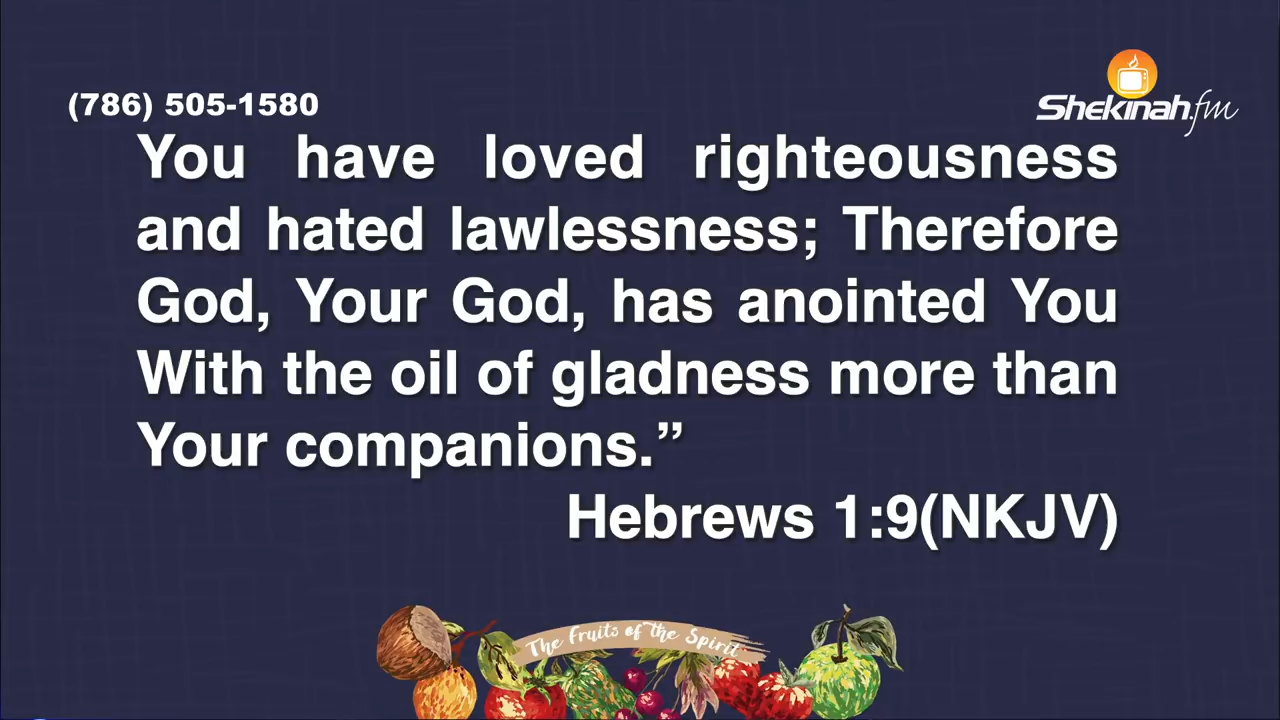 (786) 505-1580
Shekinah.fm
You have loved righteousness
and hated lawlessness; Therefore
God, Your God, has anointed You
With the oil of gladness more than
Your companions.”
Hebrews 1:9(NKJV)
The Fruits of the Spirit